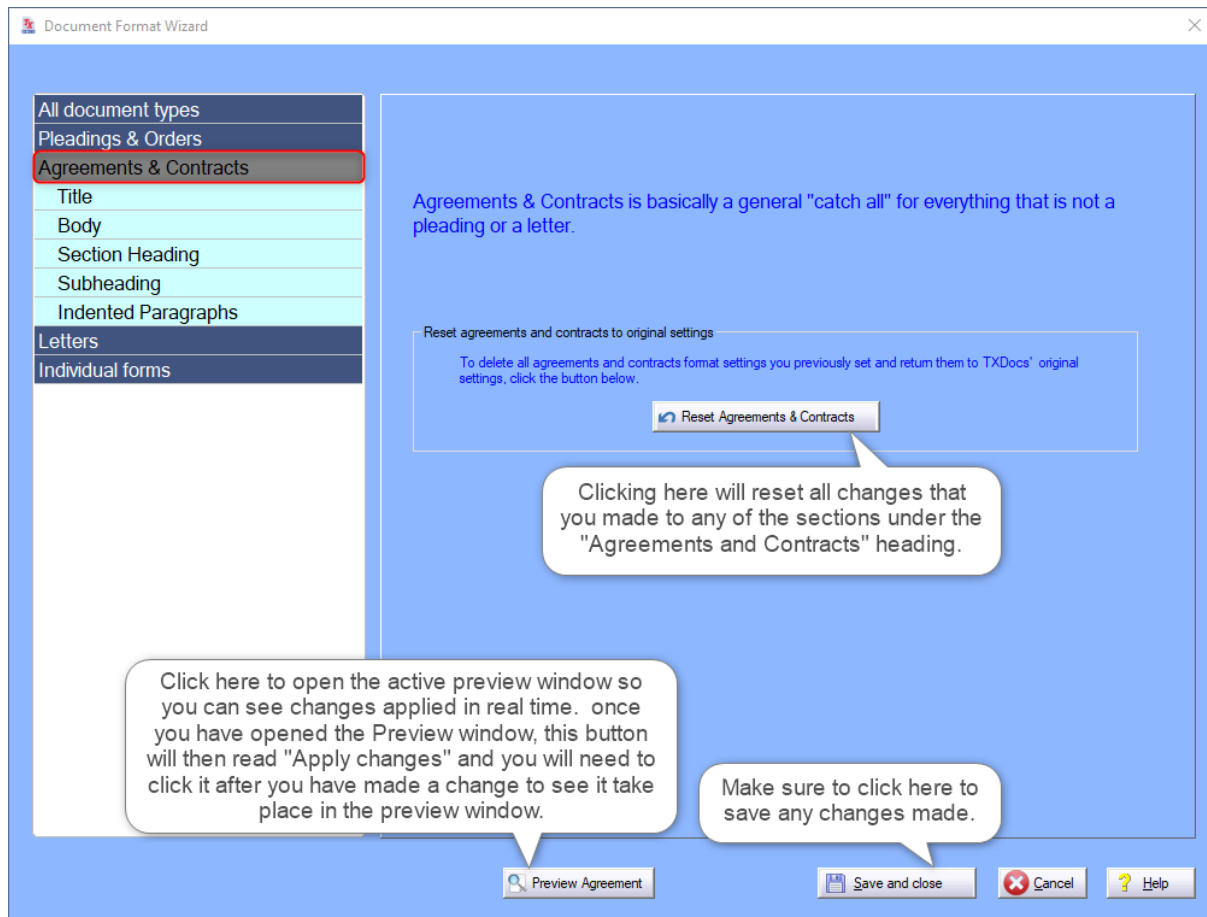 Document Format Wizard
All document types
Pleadings & Orders
Agreements & Contracts
Title
Body
Section Heading
Subheading
Indented Paragraphs
Letters
Individual forms
Agreements & Contracts is basically a general "catch all" for everything that is not a
pleading or a letter.
Reset agreements and contracts to original settings
To delete all agreements and contracts format settings you previously set and return them to TXDocs' original
settings, click the button below.
Reset Agreements & Contracts
Clicking here will reset all changes that
you made to any of the sections under the
"Agreements and Contracts" heading.
Click here to open the active preview window so
you can see changes applied in real time. once
you have opened the Preview window, this button
will then read "Apply changes" and you will need to
click it after you have made a change to see it take
place in the preview window.
Make sure to click here to
save any changes made.
Preview Agreement
Save and close
Cancel
Help